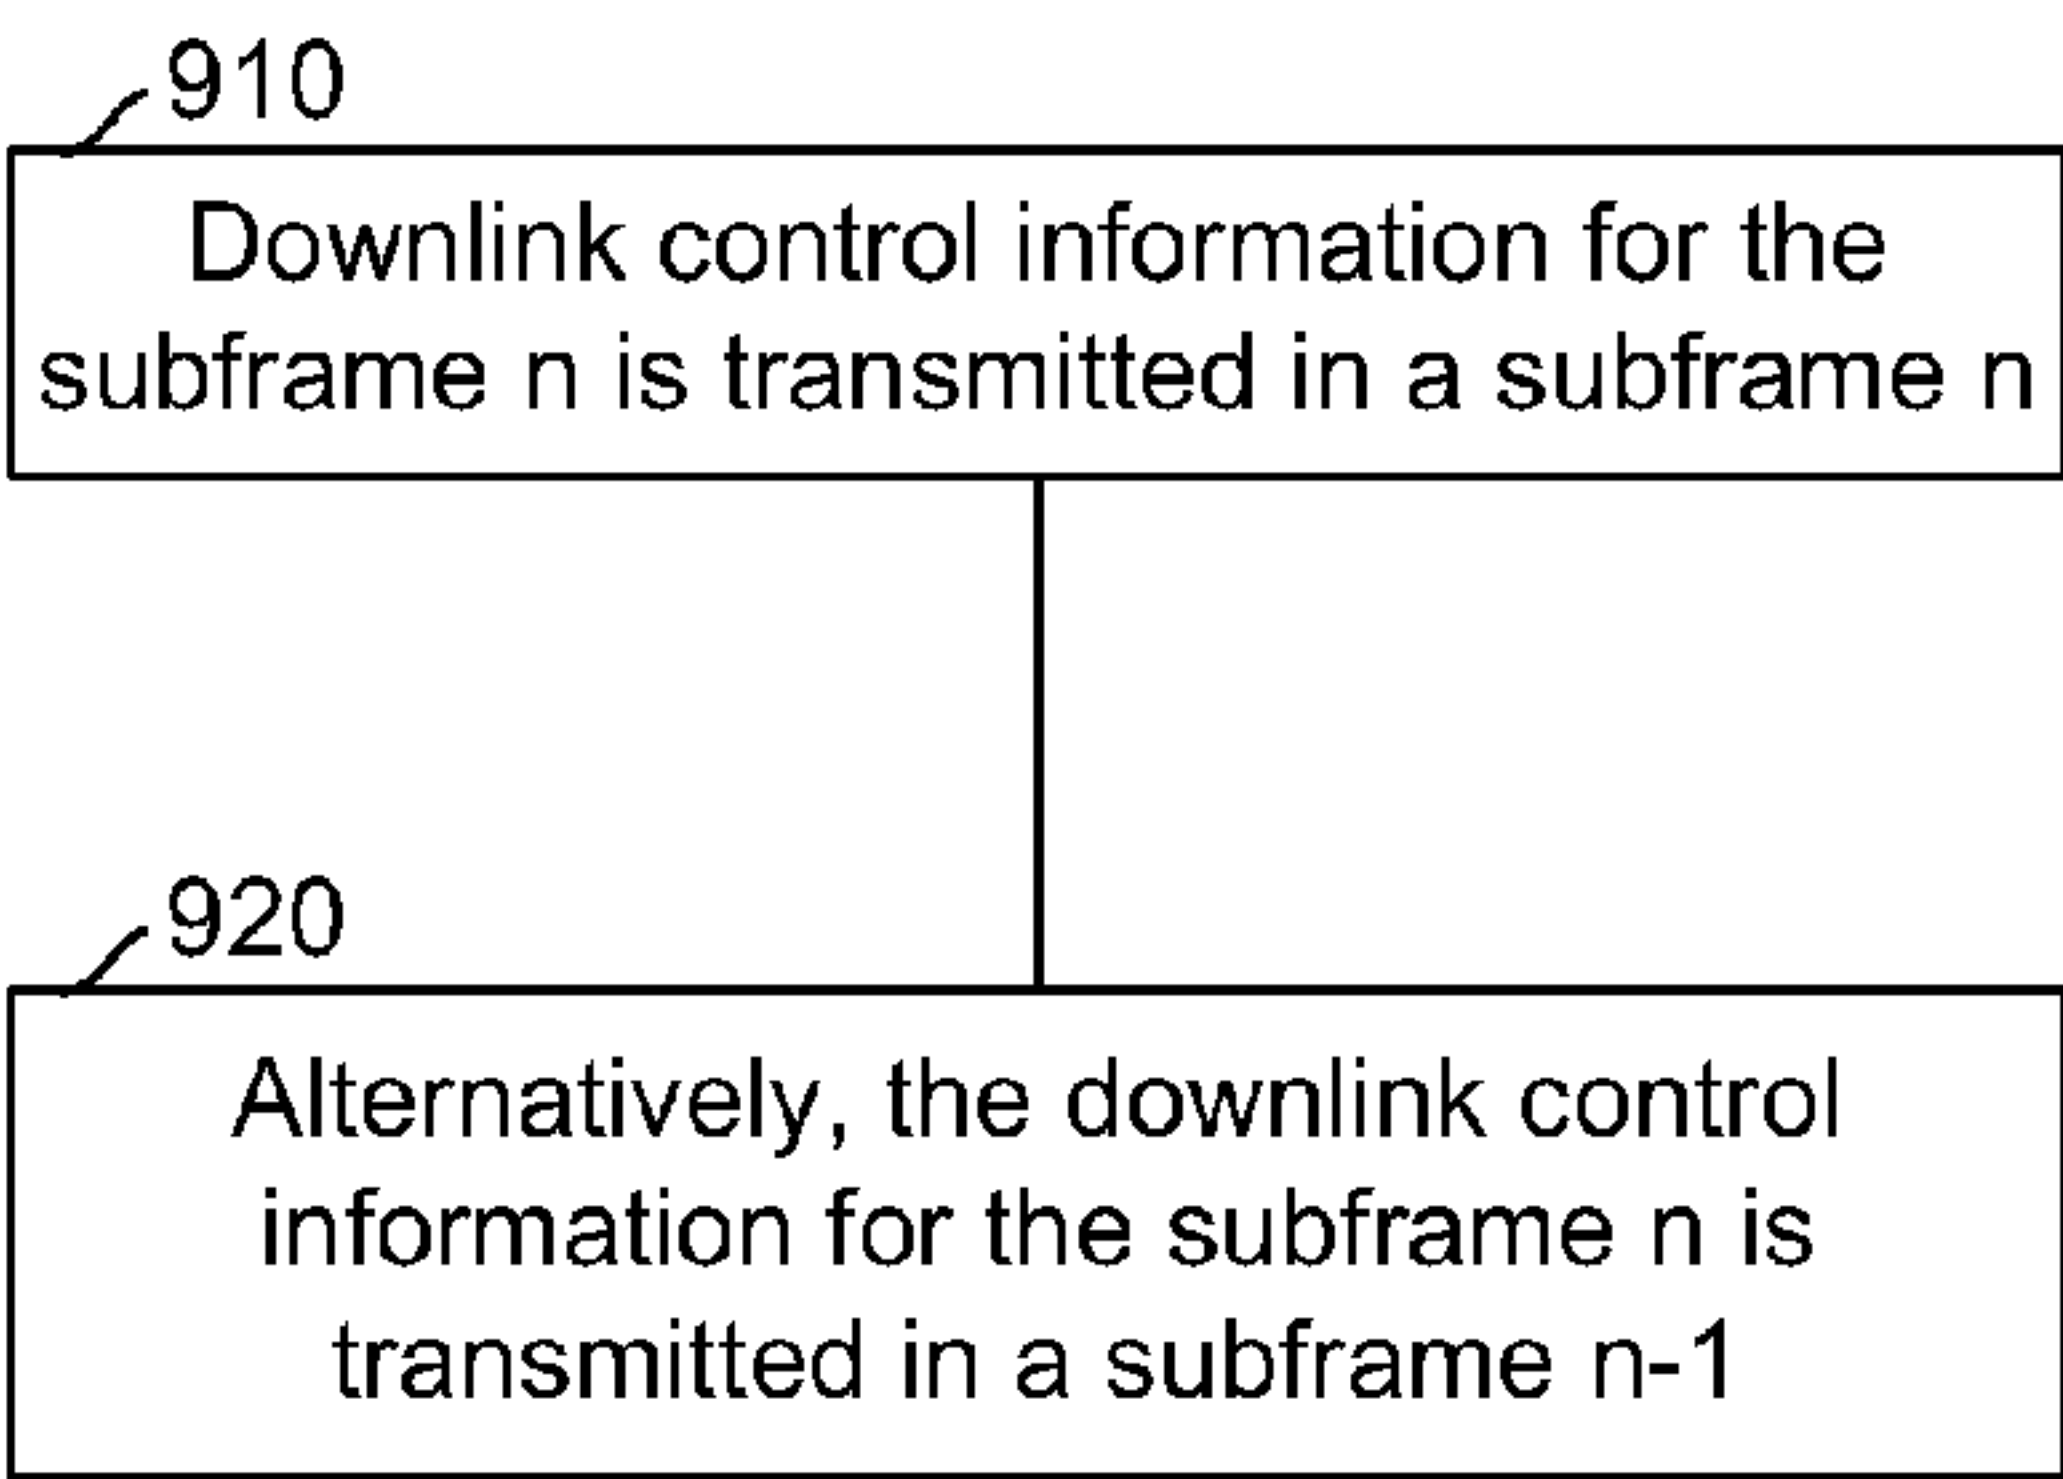 910
Downlink control information for the
subframe n is transmitted in a subframe n
920
Alternatively, the downlink control
information for the subframe n is
transmitted in a subframe n-1